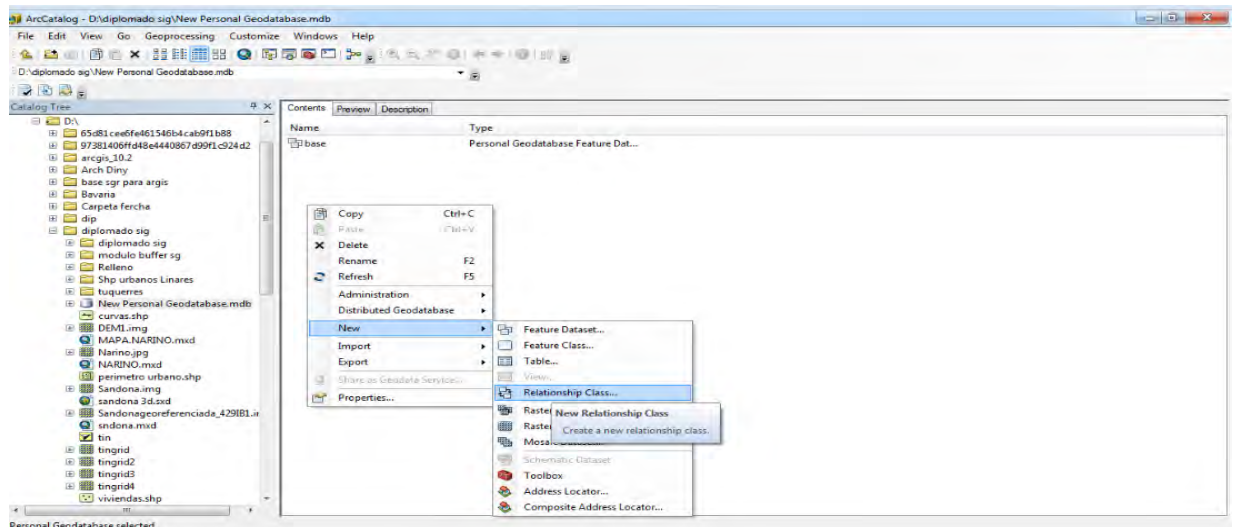 ArcCatalog - D:\diplomado sig\New Personal Geodatabase.mdb
File Edit View Go Geoprocessing Customize Windows Help
D:\diplomado sig\New Personal Geodatabase.mdb
Catalog Tree
D:\
65d81cee6fe461546b4cab9f1b88
97381406ffd48e4440867d99f1c924d2
arcgis_10.2
Arch Diny
base sgr para argis
Bavaria
Carpeta fercha
dip
diplomado sig
diplomado sig
modulo buffer sg
Relleno
Shp urbanos Linares
tuquerres
New Personal Geodatabase.mdb
curvas.shp
DEM1.img
MAPA.NARINO.mxd
Narino.jpg
NARINO.mxd
perimetro urbano.shp
Sandona.img
sandona 3d.sxd
Sandonageoreferenciada_429IB1.ir
sndona.mxd
tin
tingrid
tingrid2
tingrid3
tingrid4
viviendas.shp
Contents Preview Description
Name Type
base Personal Geodatabase Feature Dat...
Copy Ctrl+C
Paste Ctrl+V
Delete
Rename F2
Refresh F5
Administration
Distributed Geodatabase
New
Import
Export
Share as Geodata Service...
Properties...
Feature Dataset...
Feature Class...
Table...
View...
Relationship Class...
Raster
Raster
Mosaic Dataset...
Schematic Dataset
Toolbox
Address Locator...
Composite Address Locator...
New Relationship Class
Create a new relationship class.
Personal Geodatabase selected